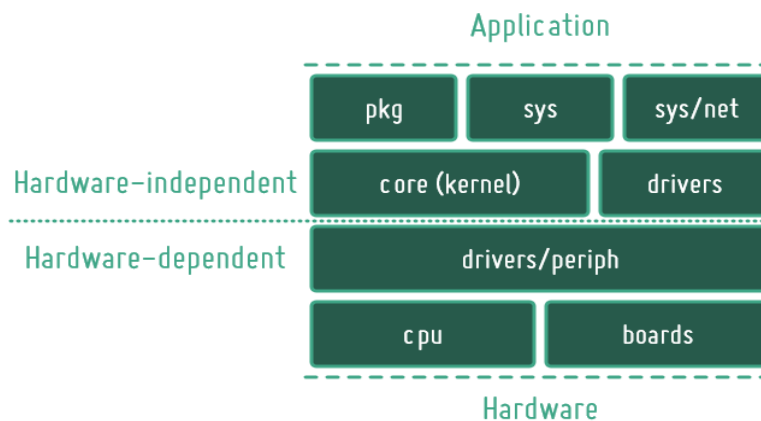 Application
pkg sys sys/net
Hardware-independent core (kernel) drivers
Hardware-dependent drivers/periph
cpu boards
Hardware